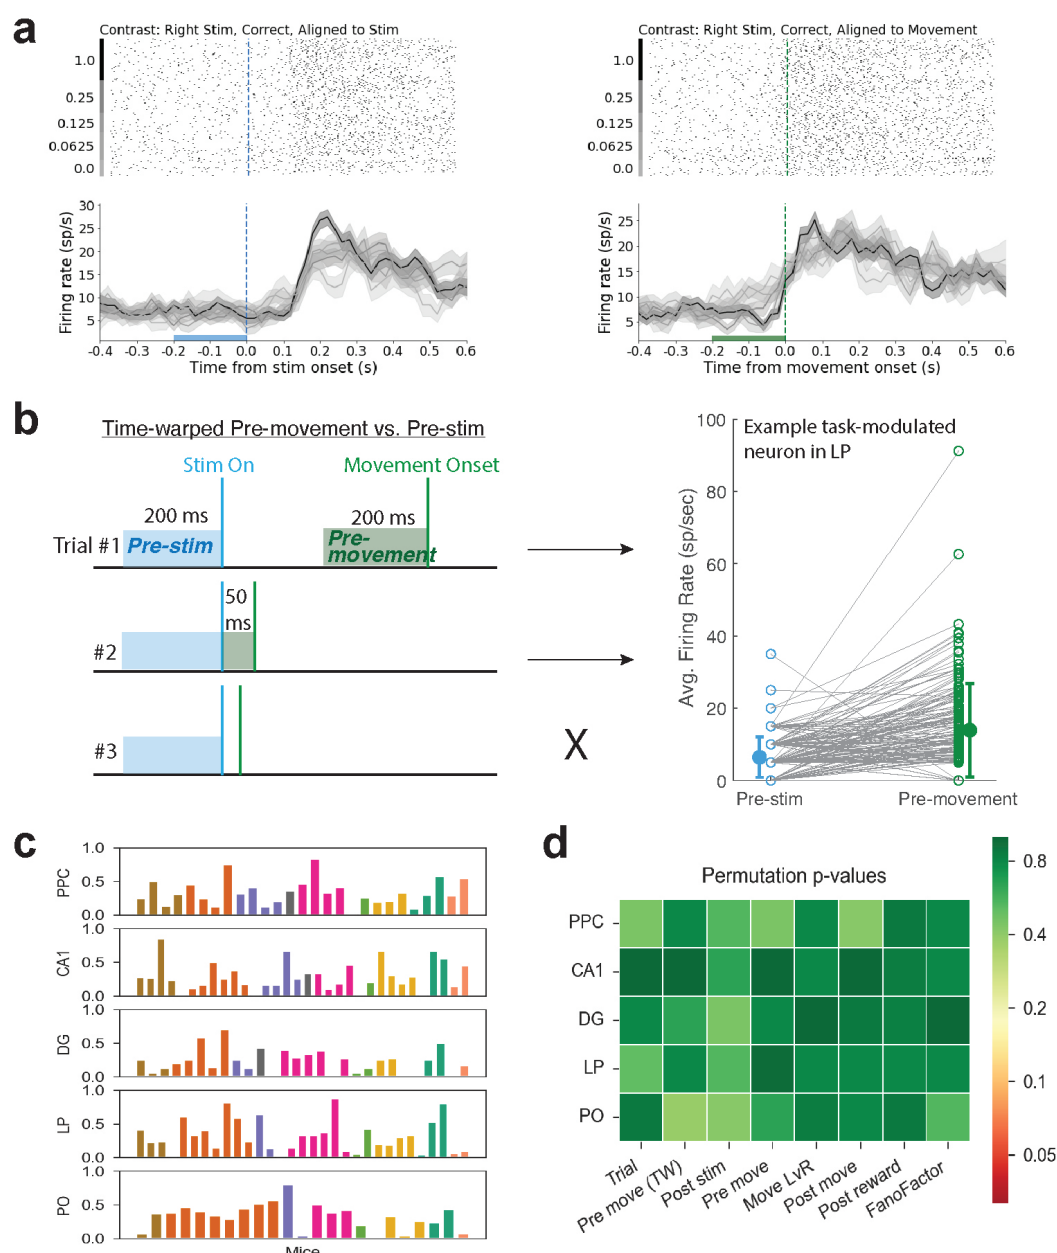 a
Contrast: Right Stim, Correct, Aligned to Stim
1.0
0.25
0.125
0.0625
0.0
Firing rate (sp/s)
30
25
20
15
10
5
-0.4 -0.3 -0.2 -0.1 0.0 0.1 0.2 0.3 0.4 0.5 0.6
Time from stim onset (s)
Contrast: Right Stim, Correct, Aligned to Movement
1.0
0.25
0.125
0.0625
0.0
Firing rate (sp/s)
25
20
15
10
5
-0.4 -0.3 -0.2 -0.1 0.0 0.1 0.2 0.3 0.4 0.5 0.6
Time from movement onset (s)
b
Time-warped Pre-movement vs. Pre-stim
Stim On
Movement Onset
200 ms
200 ms
Trial #1
Pre-stim
Pre-
movement
50
ms
#2
#3
X
Example task-modulated
neuron in LP
Avg. Firing Rate (sp/sec)
100
80
60
40
20
0
Pre-stim
Pre-movement
c
PPC
1.0
0.5
0.0
CA1
1.0
0.5
0.0
DG
1.0
0.5
0.0
LP
1.0
0.5
0.0
PO
1.0
0.5
0.0
Mice
d
Permutation p-values
PPC
CA1
DG
LP
PO
Trial
Pre move (TW)
Post stim
Pre move
Move LvR
Post move
Post reward
FanoFactor
0.8
0.4
0.2
0.1
0.05